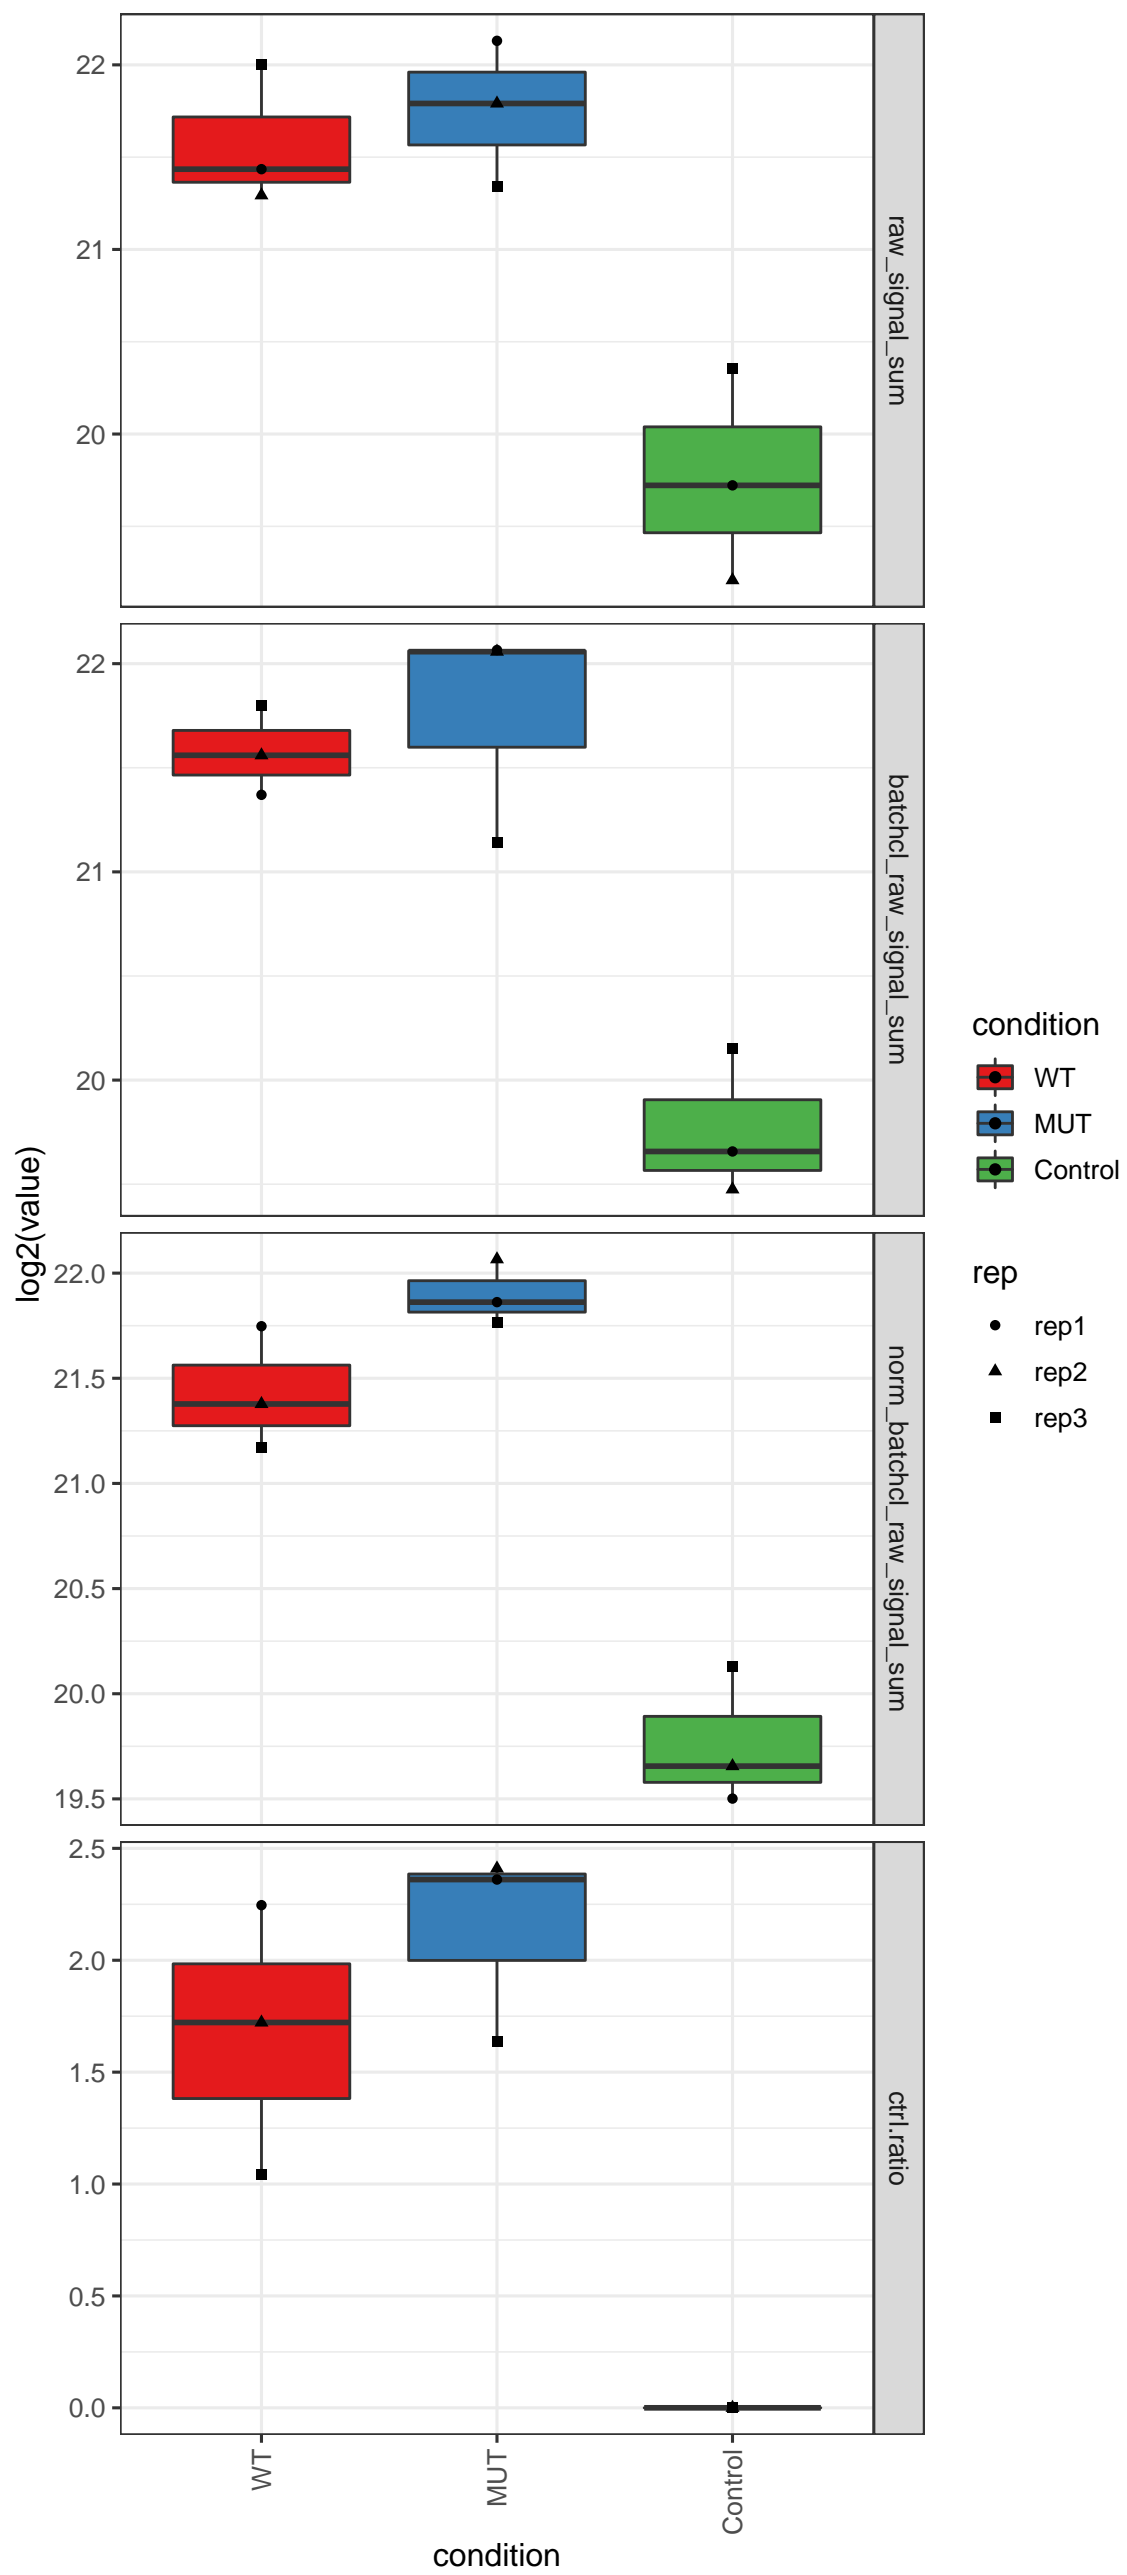 22
21
20
raw_signal_sum
22
21
20
batchcl_raw_signal_sum
22.0
21.5
21.0
20.5
20.0
19.5
norm_batchcl_raw_signal_sum
2.5
2.0
1.5
1.0
0.5
0.0
ctrl.ratio
WT
MUT
Control
condition
log2(value)
condition
WT
MUT
Control
rep
rep1
rep2
rep3